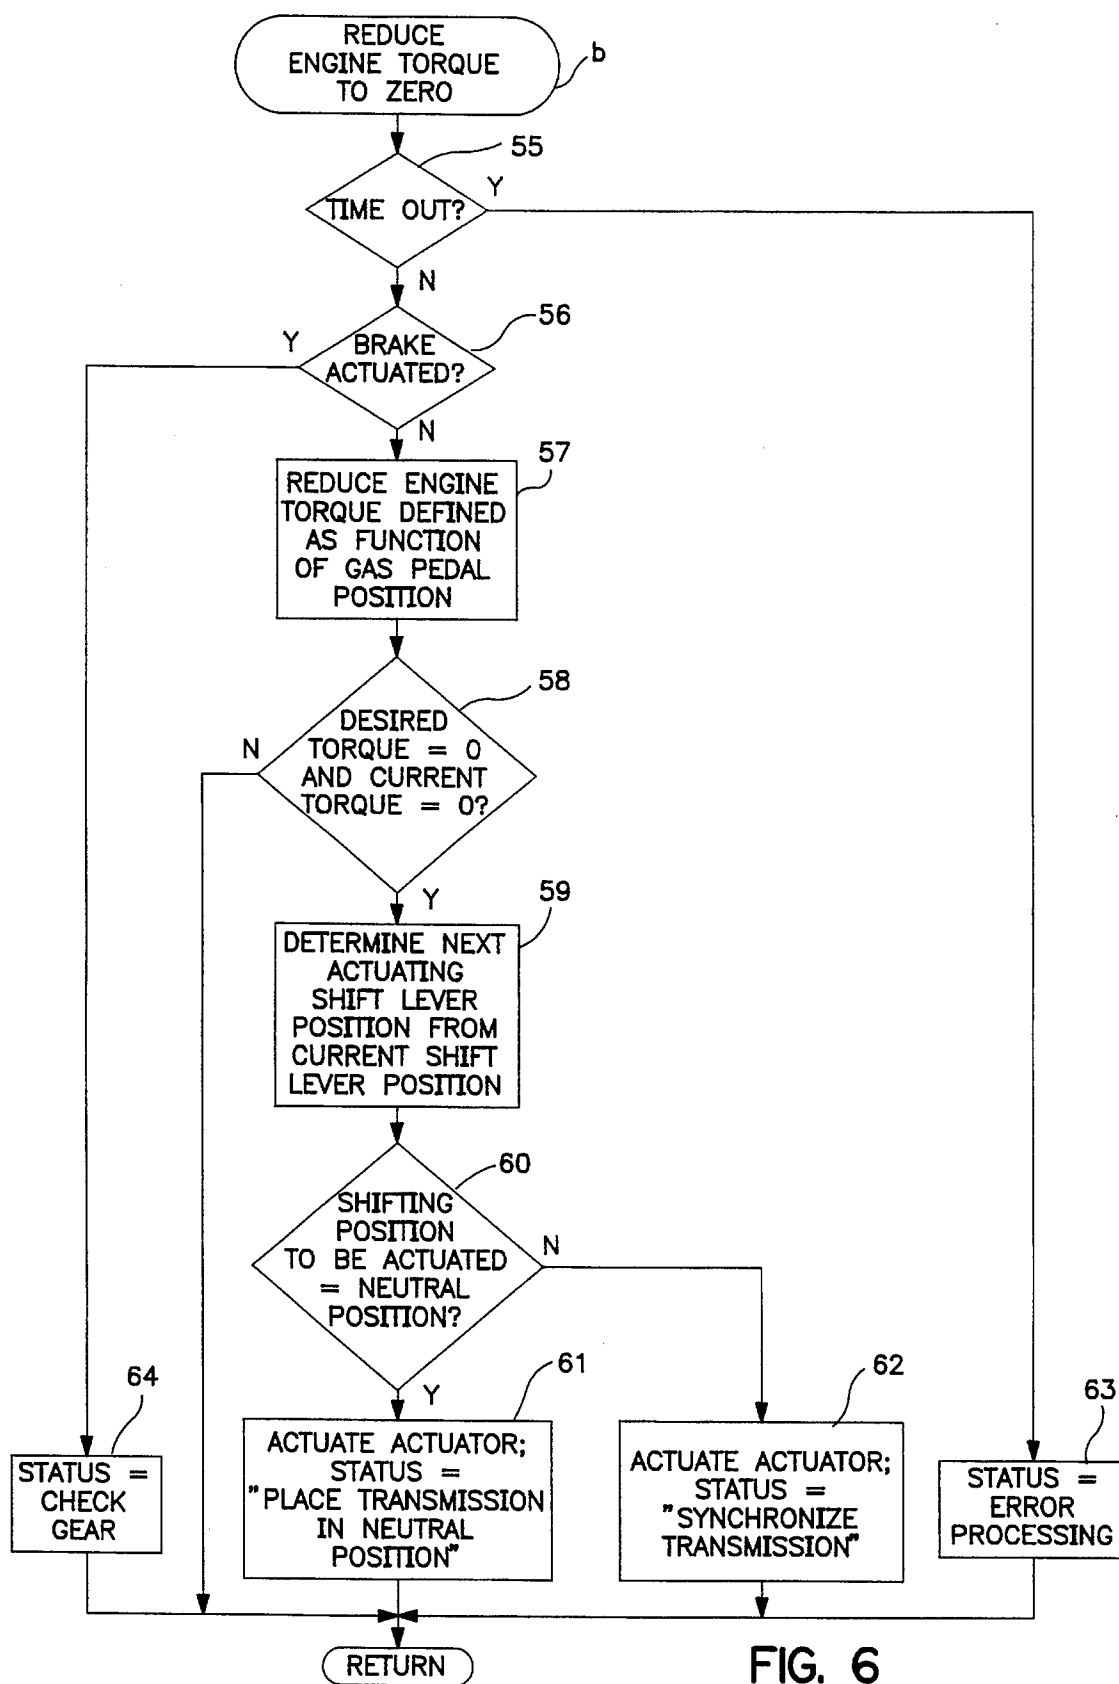 REDUCE
ENGINE TORQUE
TO ZERO
b
55
TIME OUT?
Y
N
56
BRAKE
ACTUATED?
Y
N
57
REDUCE ENGINE
TORQUE DEFINED
AS FUNCTION
OF GAS PEDAL
POSITION
58
DESIRED
TORQUE = 0
AND CURRENT
TORQUE = 0?
N
Y
59
DETERMINE NEXT
ACTUATING
SHIFT LEVER
POSITION FROM
CURRENT SHIFT
LEVER POSITION
60
SHIFTING
POSITION
TO BE ACTUATED
= NEUTRAL
POSITION?
N
Y
64
STATUS =
CHECK
GEAR
61
ACTUATE ACTUATOR;
STATUS =
"PLACE TRANSMISSION
IN NEUTRAL
POSITION"
62
ACTUATE ACTUATOR;
STATUS =
"SYNCHRONIZE
TRANSMISSION"
63
STATUS =
ERROR
PROCESSING
RETURN
FIG. 6